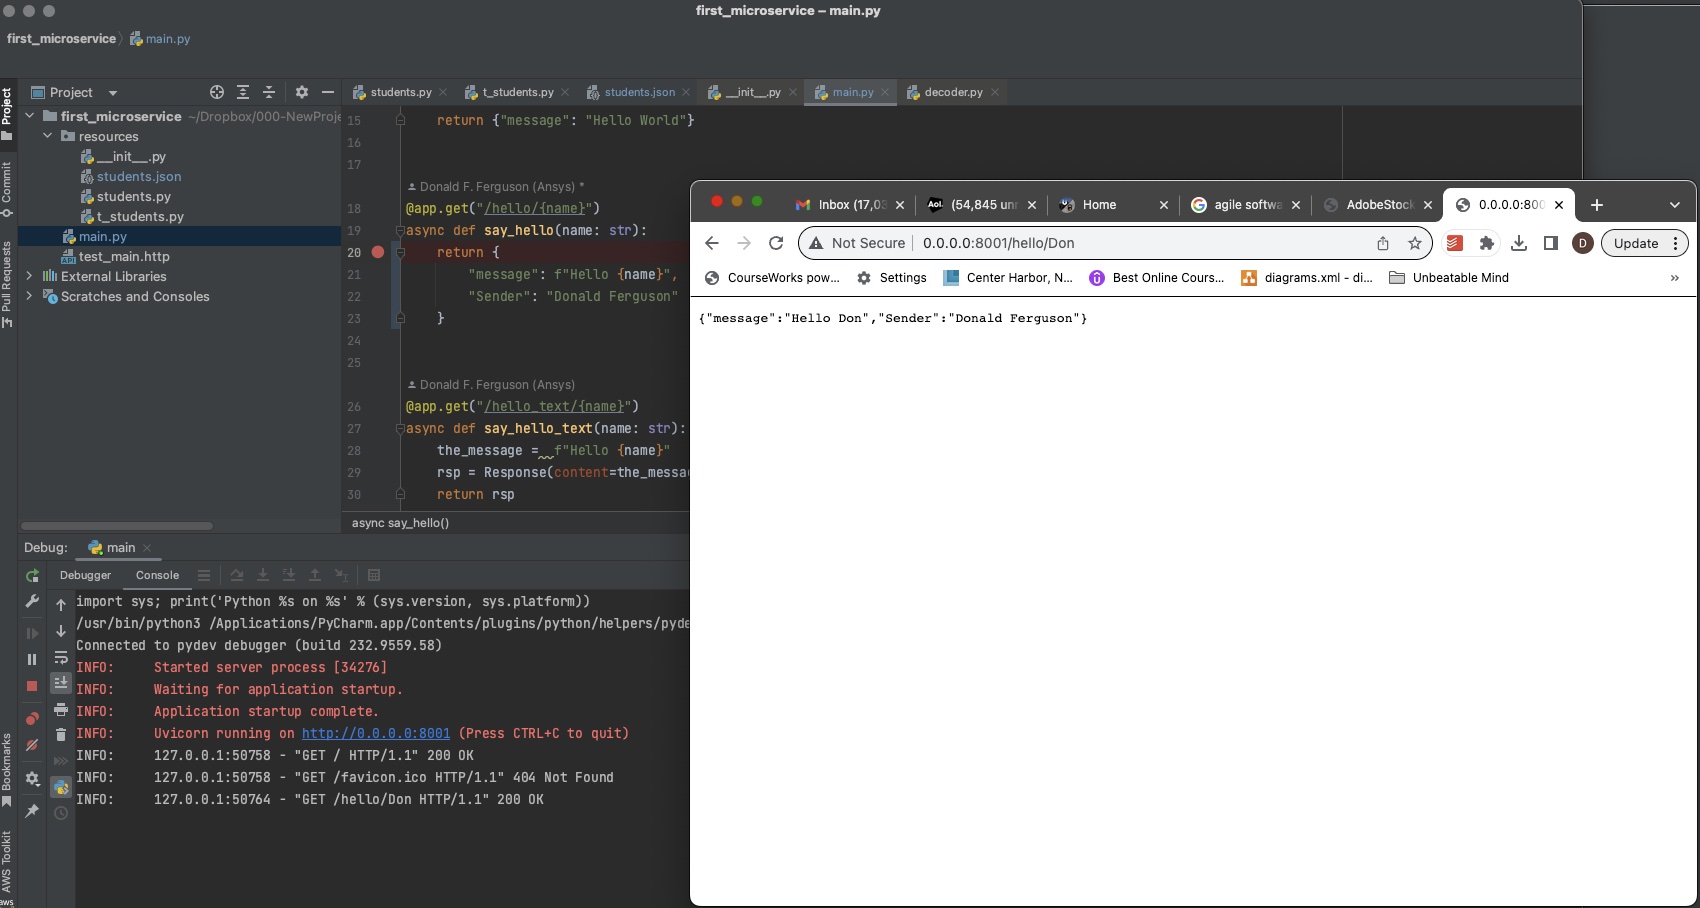 first_microservice – main.py
first_microservice
main.py
Project
students.py
t_students.py
students.json
__init__.py
main.py
decoder.py
Project
Commit
Pull Requests
Bookmarks
AWS Toolkit
aws
first_microservice ~/Dropbox/000-NewProje
resources
__init__.py
students.json
students.py
t_students.py
main.py
test_main.http
API
External Libraries
Scratches and Consoles
15 return {"message": "Hello World"}
16
17
Donald F. Ferguson (Ansys) *
18 @app.get("/hello/{name}")
19 async def say_hello(name: str):
20 return {
21 "message": f"Hello {name}",
22 "Sender": "Donald Ferguson"
23 }
24
25
Donald F. Ferguson (Ansys)
26 @app.get("/hello_text/{name}")
27 async def say_hello_text(name: str):
28 the_message = f"Hello {name}"
29 rsp = Response(content=the_messa
30 return rsp
async say_hello()
Debug: main
Debugger Console
import sys; print('Python %s on %s' % (sys.version, sys.platform))
/usr/bin/python3 /Applications/PyCharm.app/Contents/plugins/python/helpers/pyde
Connected to pydev debugger (build 232.9559.58)
INFO: Started server process [34276]
INFO: Waiting for application startup.
INFO: Application startup complete.
INFO: Uvicorn running on http://0.0.0.0:8001 (Press CTRL+C to quit)
INFO: 127.0.0.1:50758 - "GET / HTTP/1.1" 200 OK
INFO: 127.0.0.1:50758 - "GET /favicon.ico HTTP/1.1" 404 Not Found
INFO: 127.0.0.1:50764 - "GET /hello/Don HTTP/1.1" 200 OK
Inbox (17,03
Aol.
(54,845 unr
Home
agile softwa
AdobeStock
0.0.0.0:800
Not Secure 0.0.0.0:8001/hello/Don
D
Update
CourseWorks pow...
Settings
Center Harbor, N...
Best Online Cours...
diagrams.xml - di...
Unbeatable Mind
»
{"message":"Hello Don","Sender":"Donald Ferguson"}